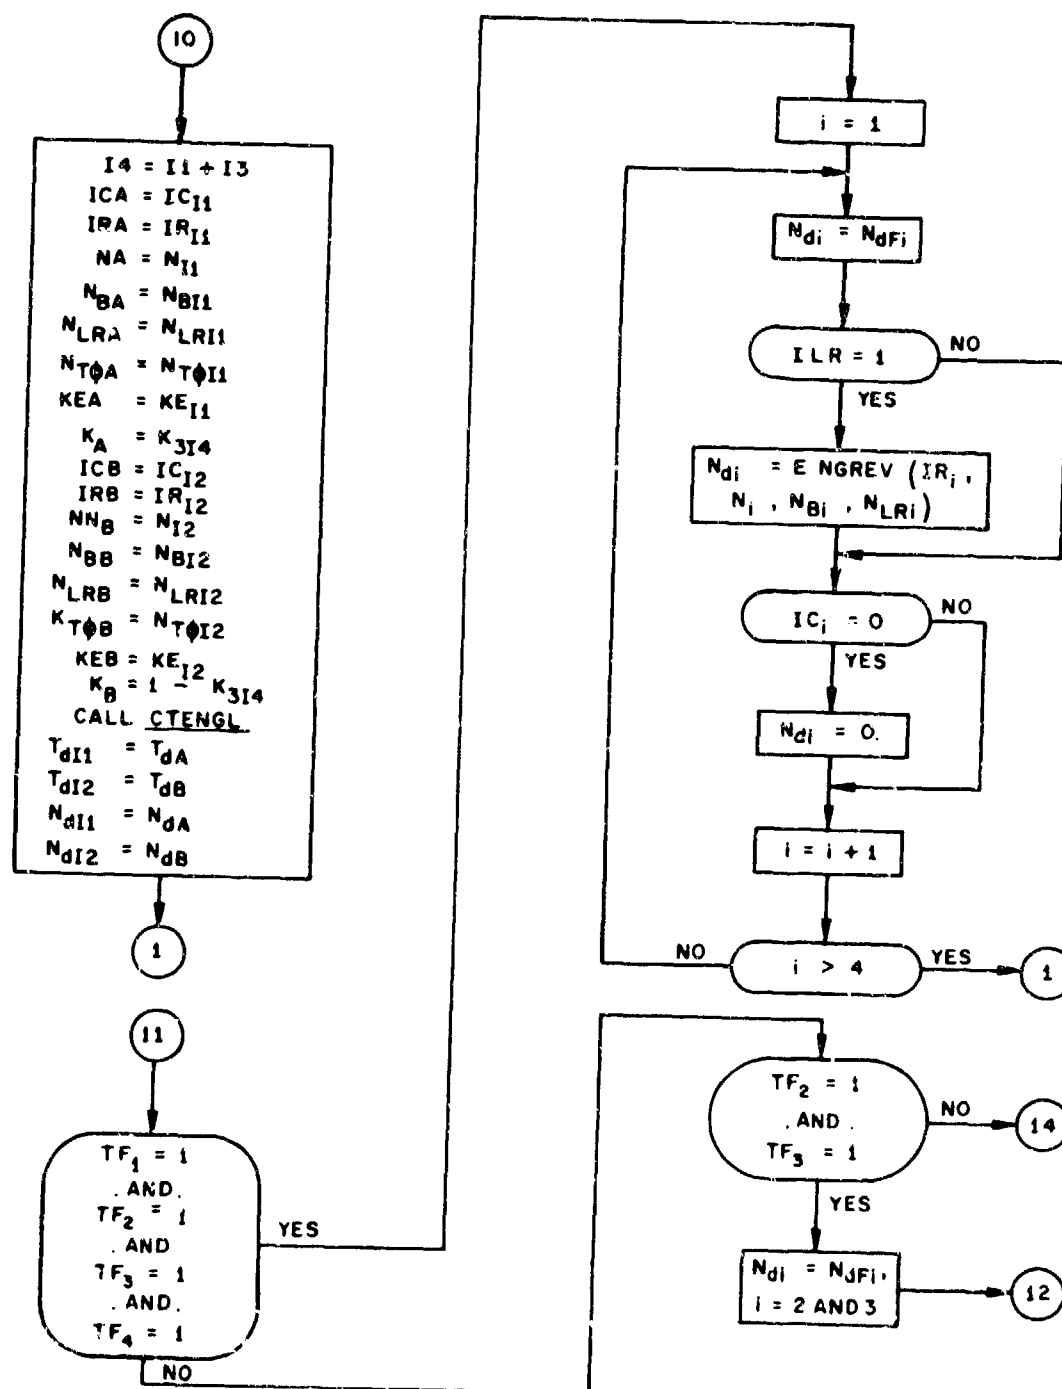 10
I4 = I1 + I3
ICA = IC_I1
IRA = IR_I1
NA = N_I1
N_BA = N_BI1
N_LRA = N_LRI1
N_TϕA = N_TϕI1
KEA = KE_I1
K_A = K_3I4
ICB = IC_I2
IRB = IR_I2
NN_B = N_I2
N_BB = N_BI2
N_LRB = N_LRI2
K_TϕB = N_TϕI2
KEB = KE_I2
K_B = 1 - K_3I4
CALL CTENGL
T_dI1 = T_dA
T_dI2 = T_dB
N_dI1 = N_dA
N_dI2 = N_dB
1
11
TF_1 = 1
.AND.
TF_2 = 1
.AND
TF_3 = 1
.AND.
TF_4 = 1
YES
NO
i = 1
N_di = N_dFi
ILR = 1
NO
YES
N_di = E NGREV (IR_i,
N_i , N_Bi , N_LRi)
IC_i = 0
NO
YES
N_di = 0.
i = i + 1
i > 4
NO
YES
1
TF_2 = 1
.AND.
TF_3 = 1
NO
14
YES
N_di = N_dFi,
i = 2 AND 3
12